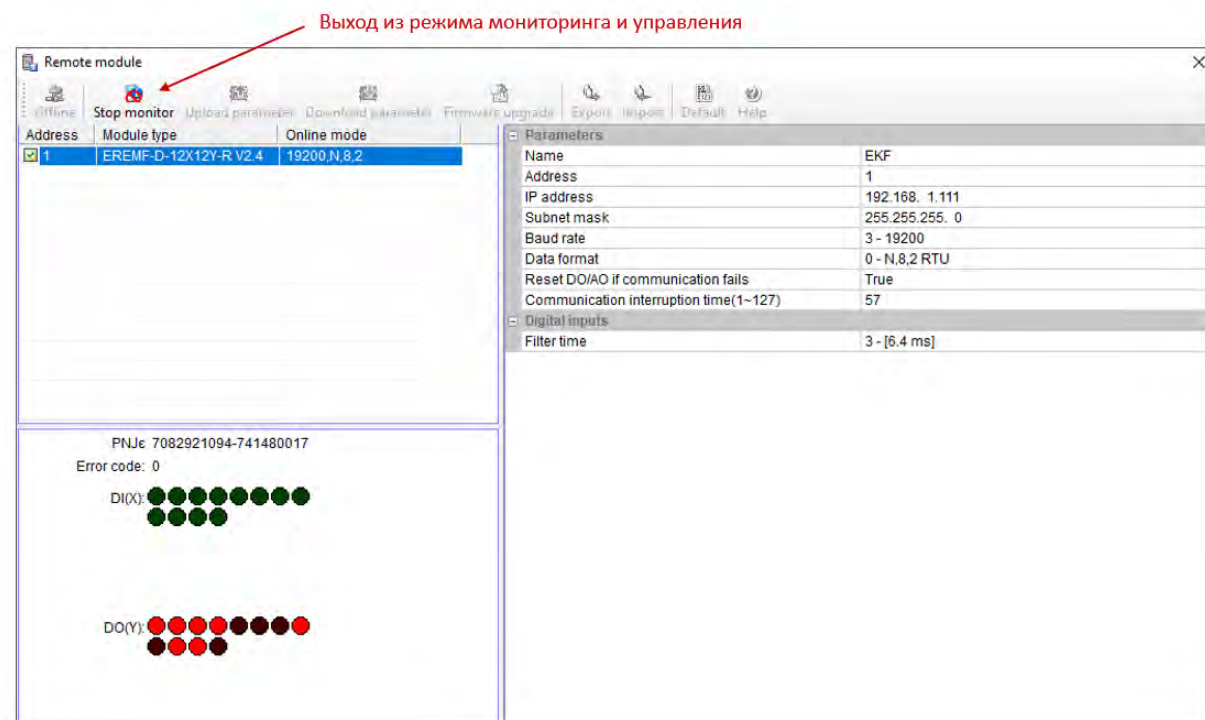 Выход из режима мониторинга и управления
Remote module
Offline Stop monitor Upload parameter Download parameter Firmware upgrade Export Import Default Help
Address Module type Online mode
1 EREMF-D-12X12Y-R V2.4 19200,N,8,2
Parameters
Name EKF
Address 1
IP address 192.168. 1.111
Subnet mask 255.255.255. 0
Baud rate 3 - 19200
Data format 0 - N,8,2 RTU
Reset DO/AO if communication fails True
Communication interruption time(1~127) 57
Digital inputs
Filter time 3 - [6.4 ms]
PNJє 7082921094-741480017
Error code: 0
DI(X):
DO(Y):